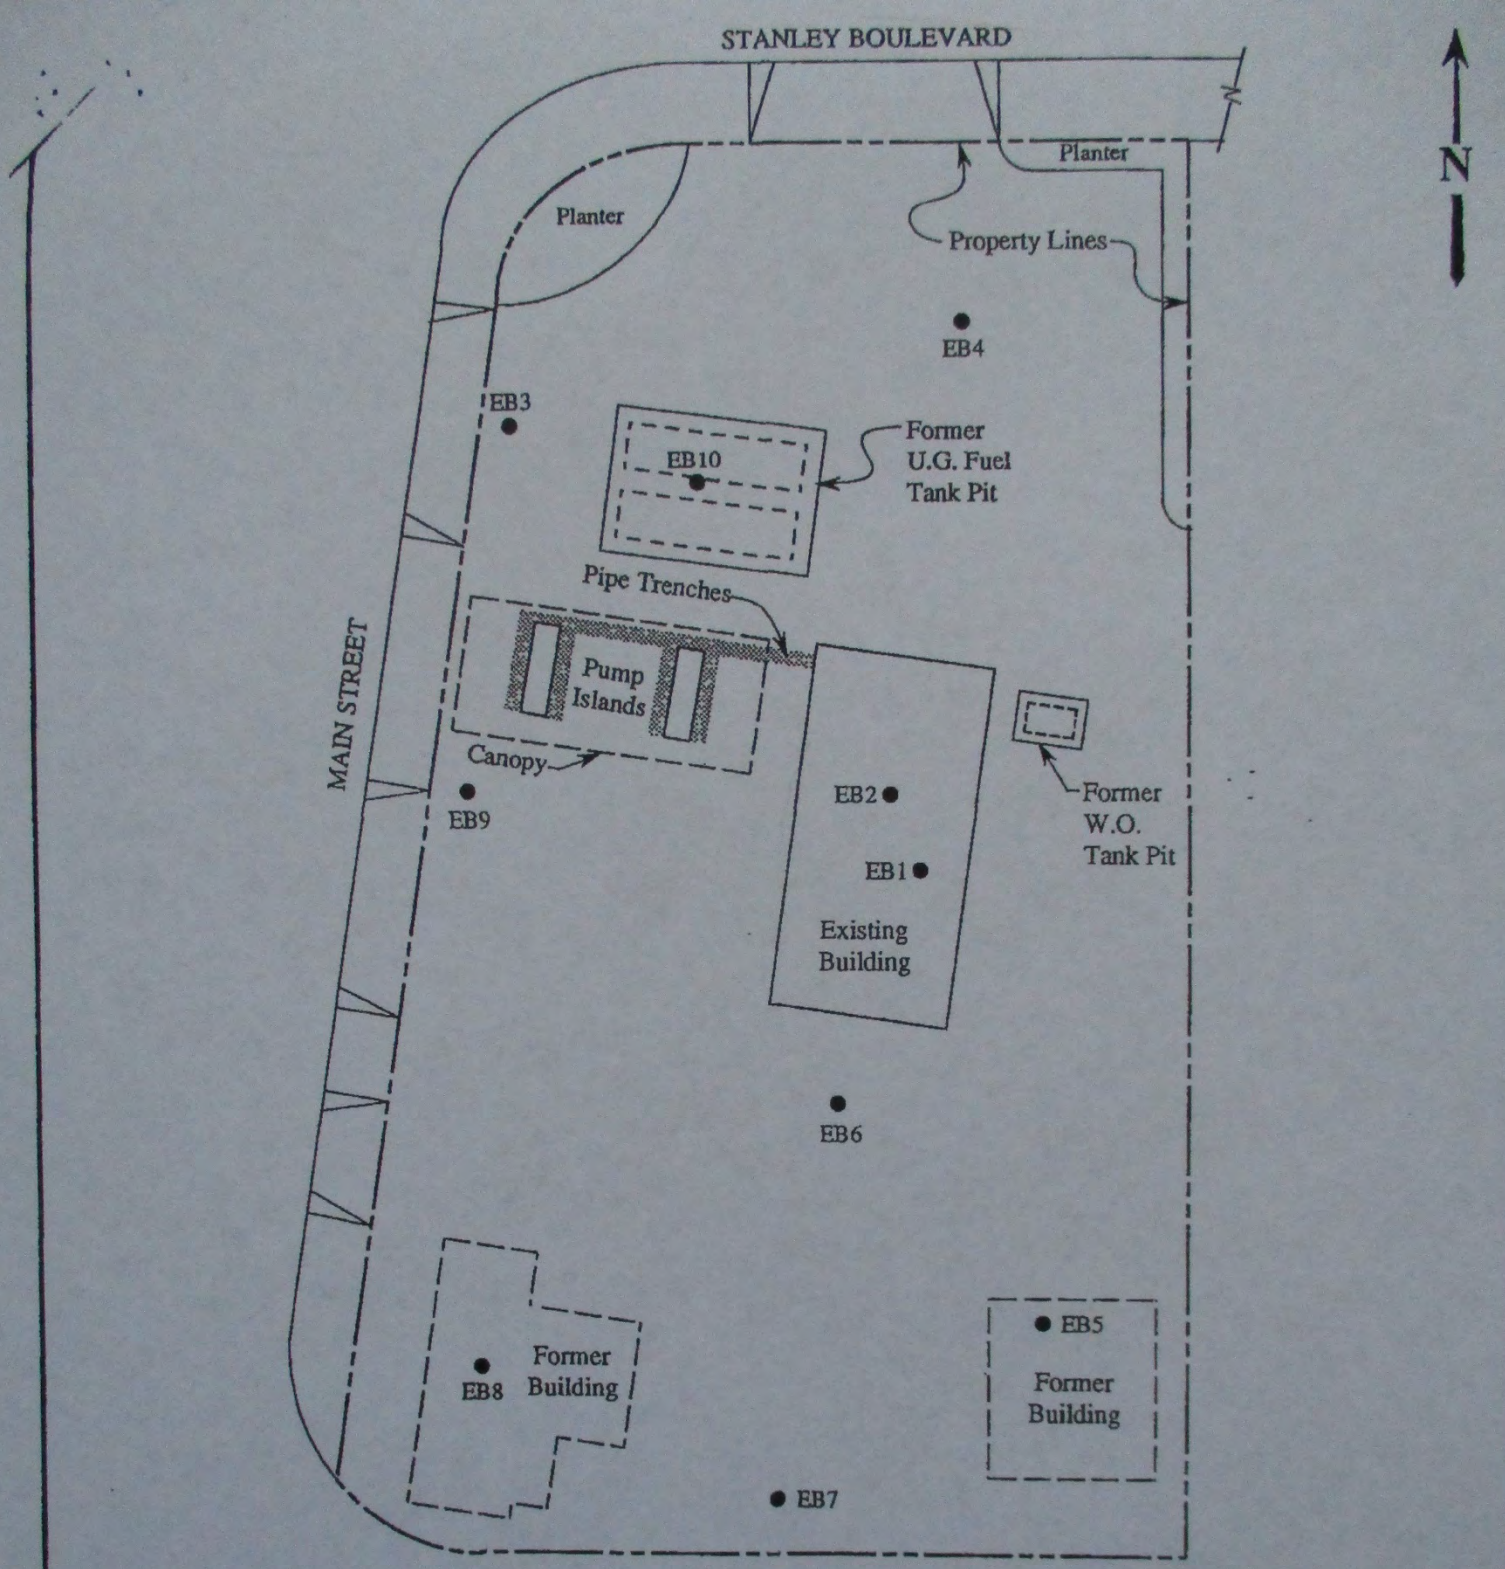 STANLEY BOULEVARD
N
Planter
Planter
Property Lines
EB4
EB3
Former
U.G. Fuel
Tank Pit
EB10
Pipe Trenches
Pump
Islands
MAIN STREET
Canopy
EB9
EB2
EB1
Former
W.O.
Tank Pit
Existing
Building
EB6
EB5
Former
Building
EB8
Former
Building
EB7